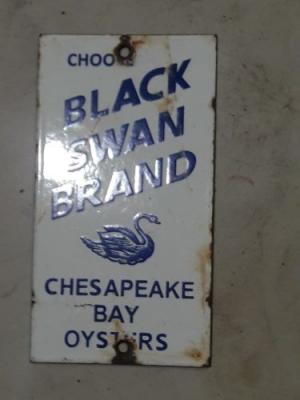 CHOOSE
BLACK
SWAN
BRAND
CHESAPEAKE
BAY
OYSTERS